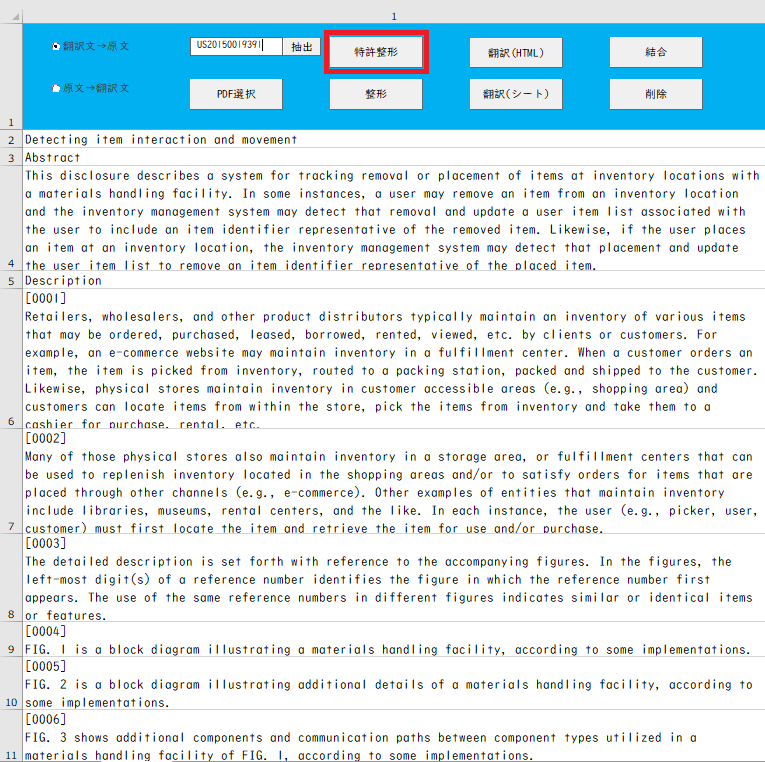 1
翻訳文→原文
US20150019391
抽出
特許整形
翻訳(HTML)
結合
原文→翻訳文
PDF選択
整形
翻訳(シート)
削除
1
2 Detecting item interaction and movement
3 Abstract
This disclosure describes a system for tracking removal or placement of items at inventory locations with
a materials handling facility. In some instances, a user may remove an item from an inventory location
and the inventory management system may detect that removal and update a user item list associated with
the user to include an item identifier representative of the removed item. Likewise, if the user places
an item at an inventory location, the inventory management system may detect that placement and update
4 the user item list to remove an item identifier representative of the placed item.
5 Description
[0001]
Retailers, wholesalers, and other product distributors typically maintain an inventory of various items
that may be ordered, purchased, leased, borrowed, rented, viewed, etc. by clients or customers. For
example, an e-commerce website may maintain inventory in a fulfillment center. When a customer orders an
item, the item is picked from inventory, routed to a packing station, packed and shipped to the customer.
Likewise, physical stores maintain inventory in customer accessible areas (e.g., shopping area) and
customers can locate items from within the store, pick the items from inventory and take them to a
6 cashier for purchase, rental, etc.
[0002]
Many of those physical stores also maintain inventory in a storage area, or fulfillment centers that can
be used to replenish inventory located in the shopping areas and/or to satisfy orders for items that are
placed through other channels (e.g., e-commerce). Other examples of entities that maintain inventory
include libraries, museums, rental centers, and the like. In each instance, the user (e.g., picker, user,
7 customer) must first locate the item and retrieve the item for use and/or purchase.
[0003]
The detailed description is set forth with reference to the accompanying figures. In the figures, the
left-most digit(s) of a reference number identifies the figure in which the reference number first
appears. The use of the same reference numbers in different figures indicates similar or identical items
8 or features.
[0004]
9 FIG. 1 is a block diagram illustrating a materials handling facility, according to some implementations.
[0005]
FIG. 2 is a block diagram illustrating additional details of a materials handling facility, according to
10 some implementations.
[0006]
FIG. 3 shows additional components and communication paths between component types utilized in a
11 materials handling facility of FIG. 1, according to some implementations.